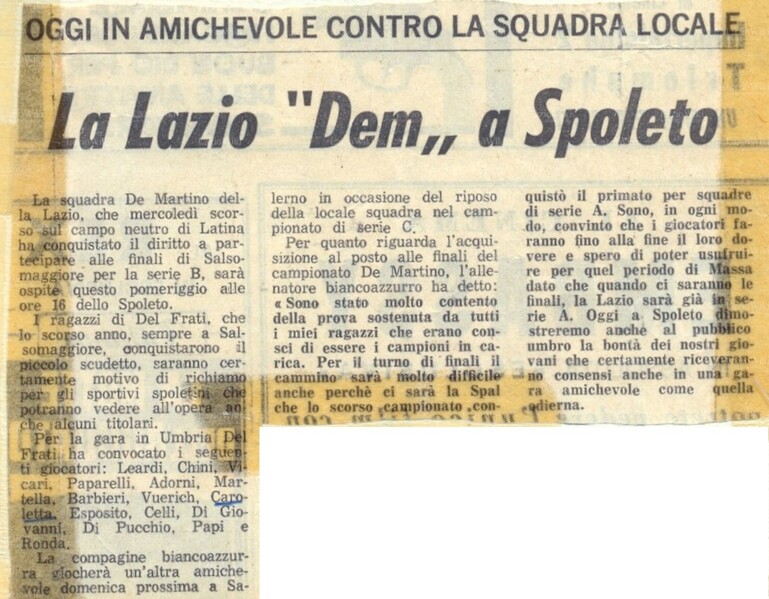 OGGI IN AMICHEVOLE CONTRO LA SQUADRA LOCALE
La Lazio "Dem„ a Spoleto
La squadra De Martino del-
la Lazio, che mercoledì scor-
so sul campo neutro di Latina
ha conquistato il diritto a par-
tecipare alle finali di Salso-
maggiore per la serie B, sarà
ospite questo pomeriggio alle
ore 16 dello Spoleto.
I ragazzi di Del Frati, che
lo scorso anno, sempre a Sal-
somaggiore, conquistarono il
piccolo scudetto, saranno cer-
tamente motivo di richiamo
per gli sportivi spoletini che
potranno vedere all'opera an-
che alcuni titolari.
Per la gara in Umbria Del
Frati ha convocato i seguen-
ti giocatori: Leardi, Chini, Vi-
cari, Paparelli, Adorni, Mar-
tella, Barbieri, Vuerich, Caro-
letta, Esposito, Celli, Di Gio-
vanni, Di Pucchio, Papi e
Ronda.
La compagine biancoazzur-
ra giocherà un'altra amiche-
vole domenica prossima a Sa-
lerno in occasione del riposo
della locale squadra nel cam-
pionato di serie C.
Per quanto riguarda l'acqui-
sizione al posto alle finali del
campionato De Martino, l'alle-
natore biancoazzurro ha detto:
« Sono stato molto contento
della prova sostenuta da tutti
i miei ragazzi che erano con-
sci di essere i campioni in ca-
rica. Per il turno di finali il
cammino sarà molto difficile
anche perchè ci sarà la Spal
che lo scorso campionato con-
quistò il primato per squadre
di serie A. Sono, in ogni mo-
do, convinto che i giocatori fa-
ranno fino alla fine il loro do-
vere e spero di poter usufrui-
re per quel periodo di Massa
dato che quando ci saranno le
finali, la Lazio sarà già in se-
rie A. Oggi a Spoleto dimo-
streremo anche al pubblico
umbro la bontà dei nostri gio-
vani che certamente riceveran-
no consensi anche in una ga-
ra amichevole come quella
odierna.